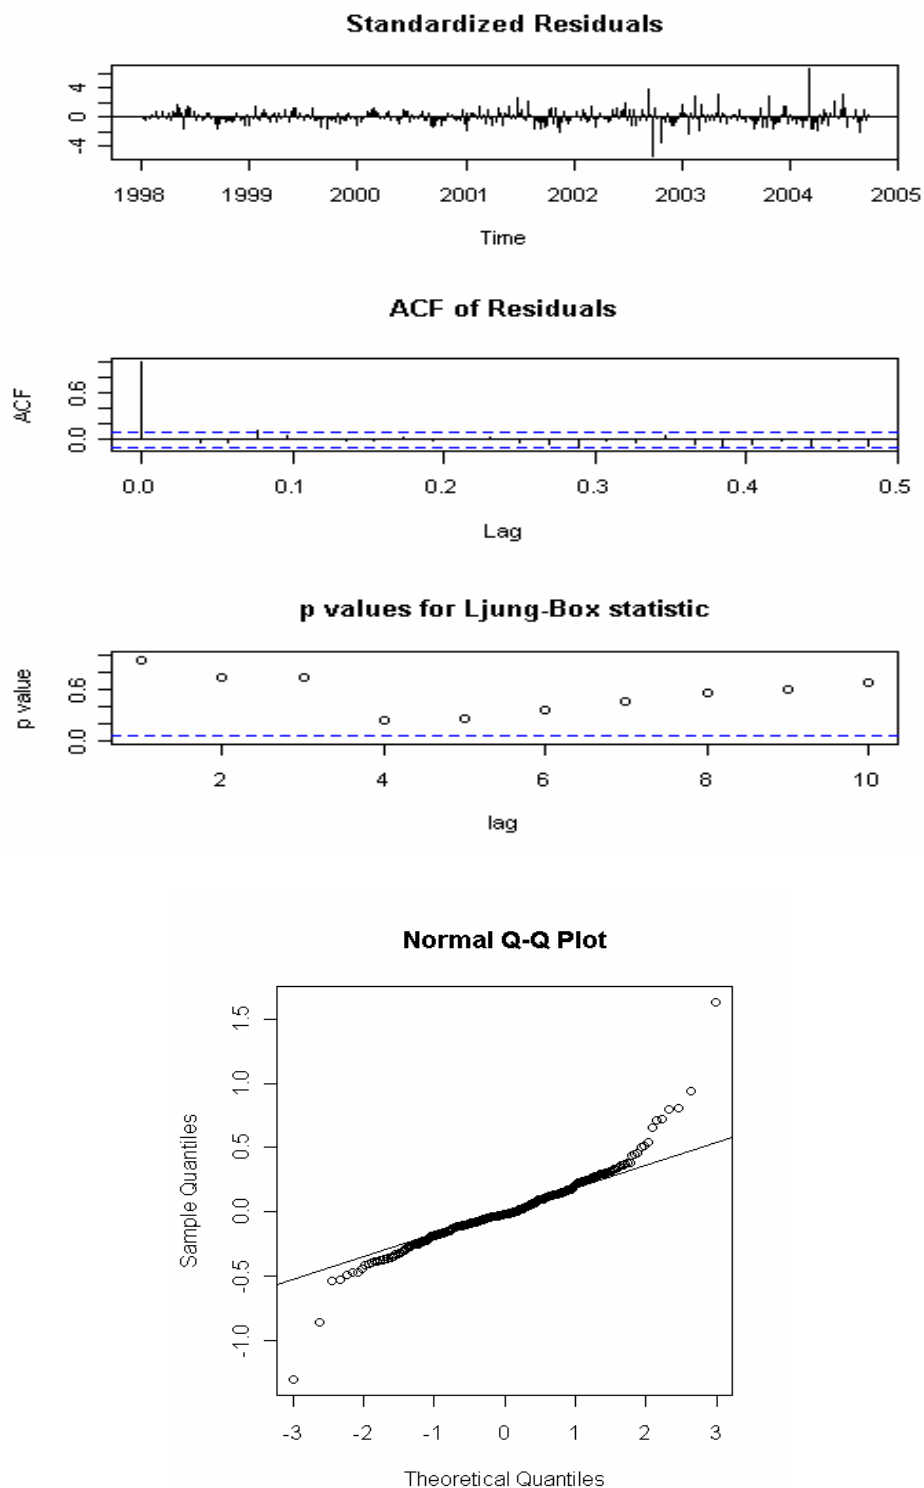 Standardized Residuals
4
0
-4
1998 1999 2000 2001 2002 2003 2004 2005
Time
ACF of Residuals
ACF
0.6
0.0
0.0 0.1 0.2 0.3 0.4 0.5
Lag
p values for Ljung-Box statistic
p value
0.6
0.0
2 4 6 8 10
lag
Normal Q-Q Plot
Sample Quantiles
1.5
1.0
0.5
0.0
-0.5
-1.0
-3 -2 -1 0 1 2 3
Theoretical Quantiles